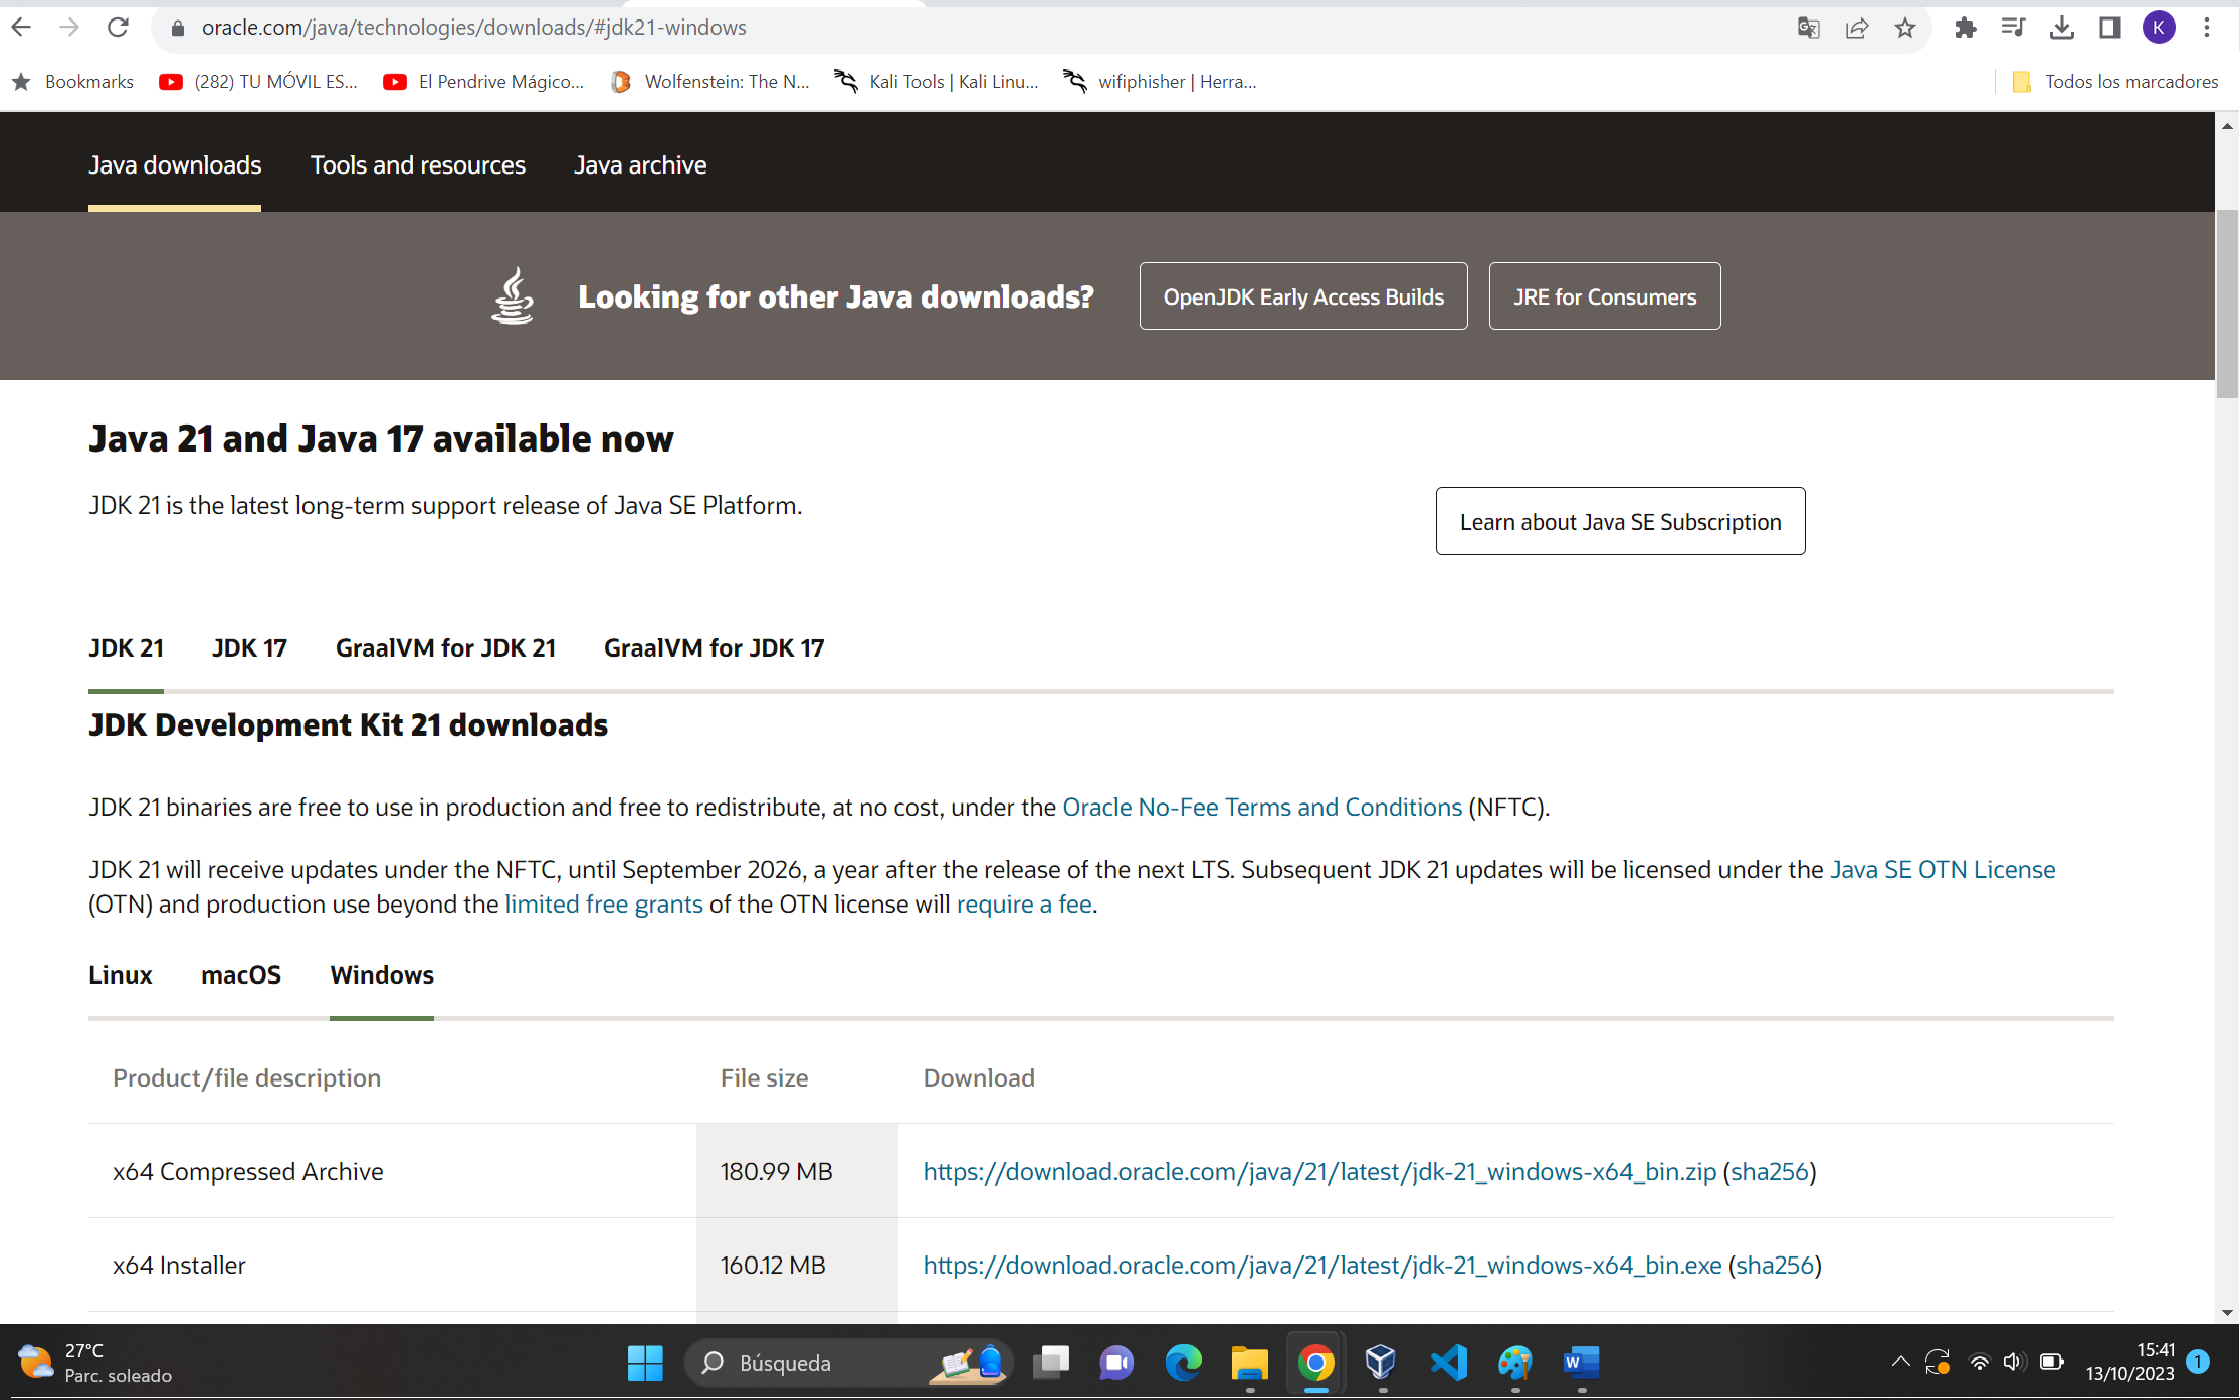 oracle.com/java/technologies/downloads/#jdk21-windows
K
Bookmarks
(282) TU MÓVIL ES...
El Pendrive Mágico...
Wolfenstein: The N...
Kali Tools | Kali Linu...
wifiphisher | Herra...
Todos los marcadores
Java downloads
Tools and resources
Java archive
Looking for other Java downloads?
OpenJDK Early Access Builds
JRE for Consumers
Java 21 and Java 17 available now
JDK 21 is the latest long-term support release of Java SE Platform.
Learn about Java SE Subscription
JDK 21
JDK 17
GraalVM for JDK 21
GraalVM for JDK 17
JDK Development Kit 21 downloads
JDK 21 binaries are free to use in production and free to redistribute, at no cost, under the Oracle No-Fee Terms and Conditions (NFTC).
JDK 21 will receive updates under the NFTC, until September 2026, a year after the release of the next LTS. Subsequent JDK 21 updates will be licensed under the Java SE OTN License
(OTN) and production use beyond the limited free grants of the OTN license will require a fee.
Linux
macOS
Windows
Product/file description
File size
Download
x64 Compressed Archive
180.99 MB
https://download.oracle.com/java/21/latest/jdk-21_windows-x64_bin.zip (sha256)
x64 Installer
160.12 MB
https://download.oracle.com/java/21/latest/jdk-21_windows-x64_bin.exe (sha256)
27°C
Parc. soleado
Búsqueda
W
15:41
13/10/2023
1